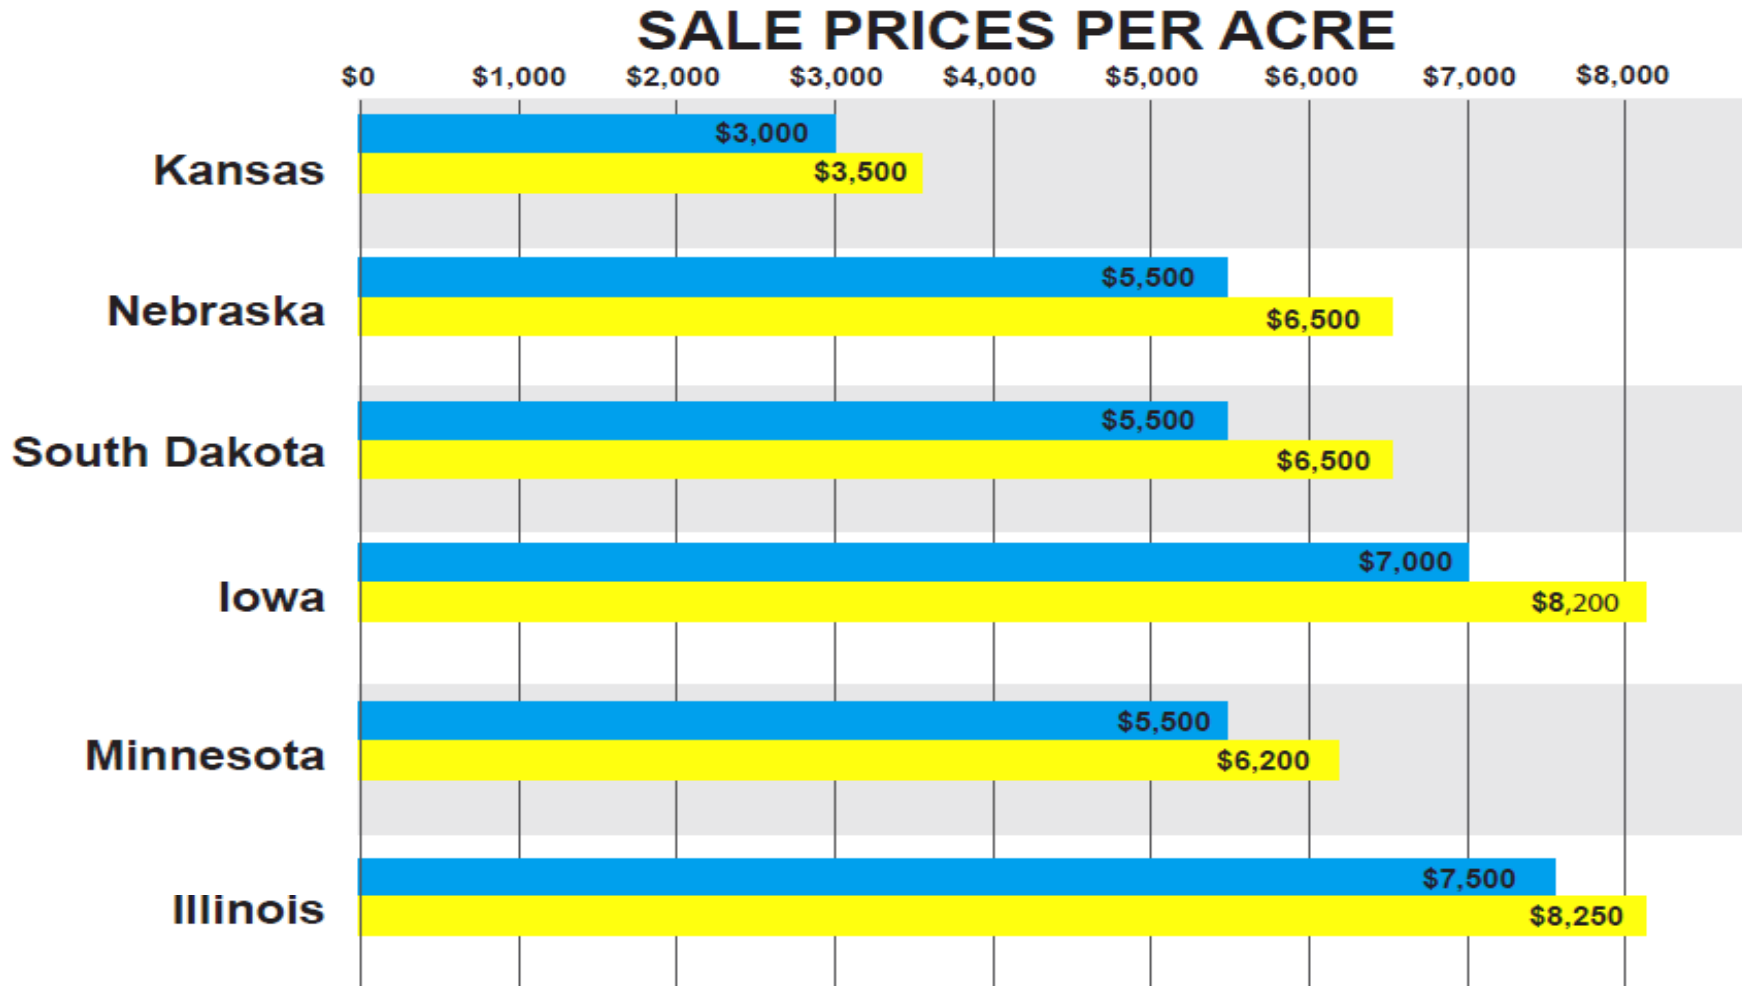 SALE PRICES PER ACRE
$0 $1,000 $2,000 $3,000 $4,000 $5,000 $6,000 $7,000 $8,000
$3,000
Kansas $3,500
$5,500
Nebraska $6,500
$5,500
South Dakota $6,500
$7,000
Iowa $8,200
$5,500
Minnesota $6,200
$7,500
Illinois $8,250